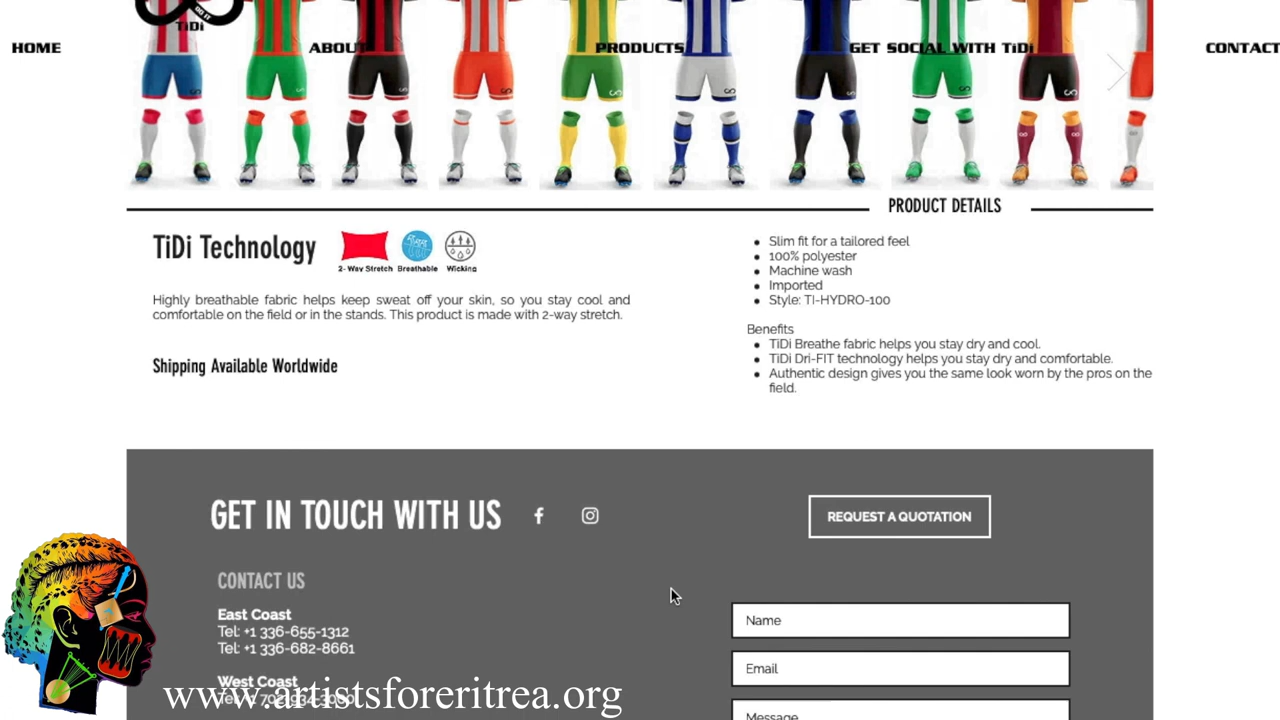 DO IT
TiDi
HOME ABOUT PRODUCTS GET SOCIAL WITH TiDi CONTACT
PRODUCT DETAILS
TiDi Technology
2-Way Stretch Breathable Wicking
Highly breathable fabric helps keep sweat off your skin, so you stay cool and
comfortable on the field or in the stands. This product is made with 2-way stretch.
Shipping Available Worldwide
Slim fit for a tailored feel
100% polyester
Machine wash
Imported
Style: TI-HYDRO-100
Benefits
TiDi Breathe fabric helps you stay dry and cool.
TiDi Dri-FIT technology helps you stay dry and comfortable.
Authentic design gives you the same look worn by the pros on the
field.
GET IN TOUCH WITH US
REQUEST A QUOTATION
CONTACT US
East Coast
Tel: +1 336-655-1312
Tel: +1 336-682-8661
West Coast
Name
Email
Message
www.artistsforeritrea.org